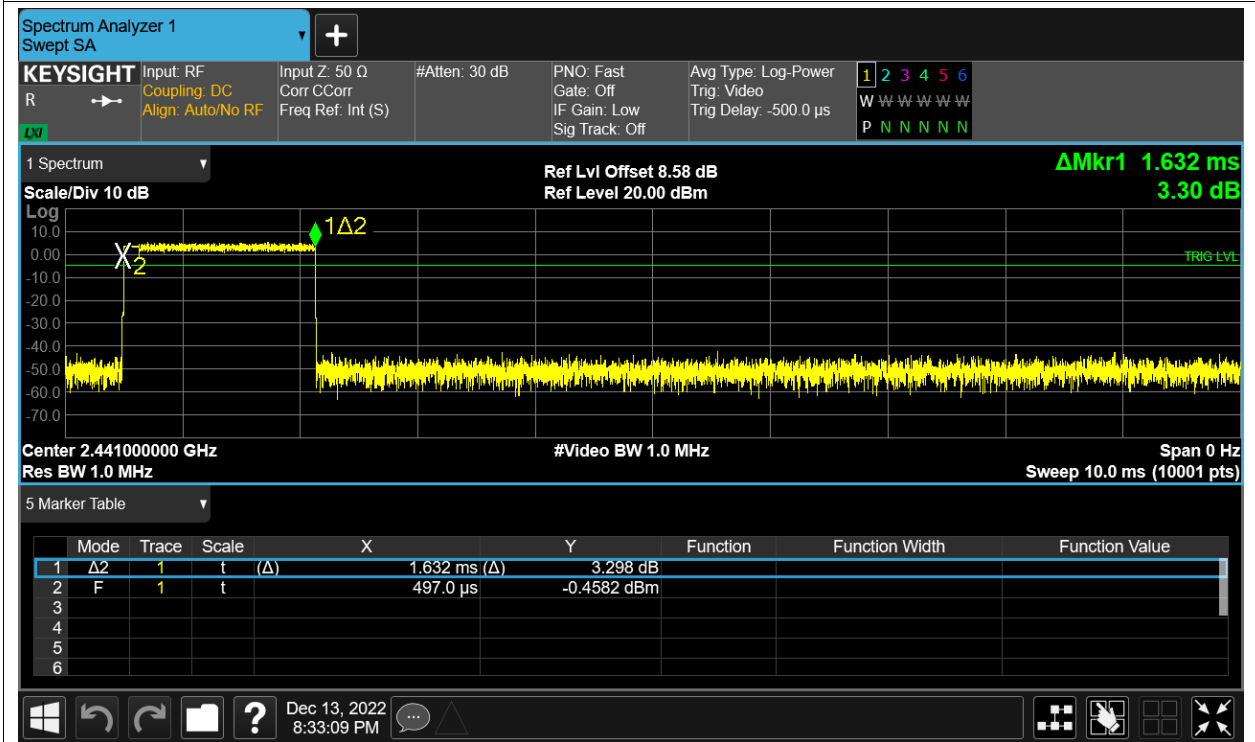 Spectrum Analyzer 1
Swept SA
+
KEYSIGHT
R
LXI
Input: RF
Coupling: DC
Align: Auto/No RF
Input Z: 50 Ω
Corr CCorr
Freq Ref: Int (S)
#Atten: 30 dB
PNO: Fast
Gate: Off
IF Gain: Low
Sig Track: Off
Avg Type: Log-Power
Trig: Video
Trig Delay: -500.0 µs
1 2 3 4 5 6
W W W W W W
P N N N N N
1 Spectrum
Scale/Div 10 dB
Ref Lvl Offset 8.58 dB
Ref Level 20.00 dBm
ΔMkr1 1.632 ms
3.30 dB
Log
10.0
0.00
-10.0
-20.0
-30.0
-40.0
-50.0
-60.0
-70.0
X2
1Δ2
TRIG LVL
Center 2.441000000 GHz
Res BW 1.0 MHz
#Video BW 1.0 MHz
Span 0 Hz
Sweep 10.0 ms (10001 pts)
5 Marker Table
Mode Trace Scale X Y Function Function Width Function Value
1 Δ2 1 t (Δ) 1.632 ms (Δ) 3.298 dB
2 F 1 t 497.0 µs -0.4582 dBm
3
4
5
6
?
Dec 13, 2022
8:33:09 PM